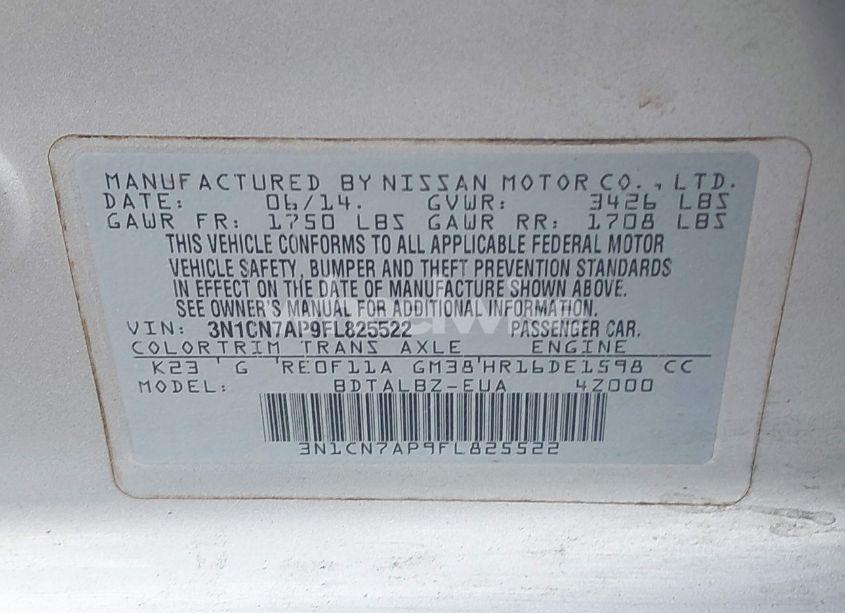 MANUFACTURED BY NISSAN MOTOR CO., LTD.
DATE: 06/14. GVWR: 3426 LBS
GAWR FR: 1750 LBS GAWR RR: 1708 LBS
THIS VEHICLE CONFORMS TO ALL APPLICABLE FEDERAL MOTOR
VEHICLE SAFETY, BUMPER AND THEFT PREVENTION STANDARDS
IN EFFECT ON THE DATE OF MANUFACTURE SHOWN ABOVE.
SEE OWNER'S MANUAL FOR ADDITIONAL INFORMATION.
VIN: 3N1CN7AP9FL825522 PASSENGER CAR.
COLORTRIM TRANS AXLE ENGINE
K23 G 'RE0F11A GM38'HR16DE1598 CC
MODEL: BDTALBZ-EUA 4Z000
3N1CN7AP9FL825522